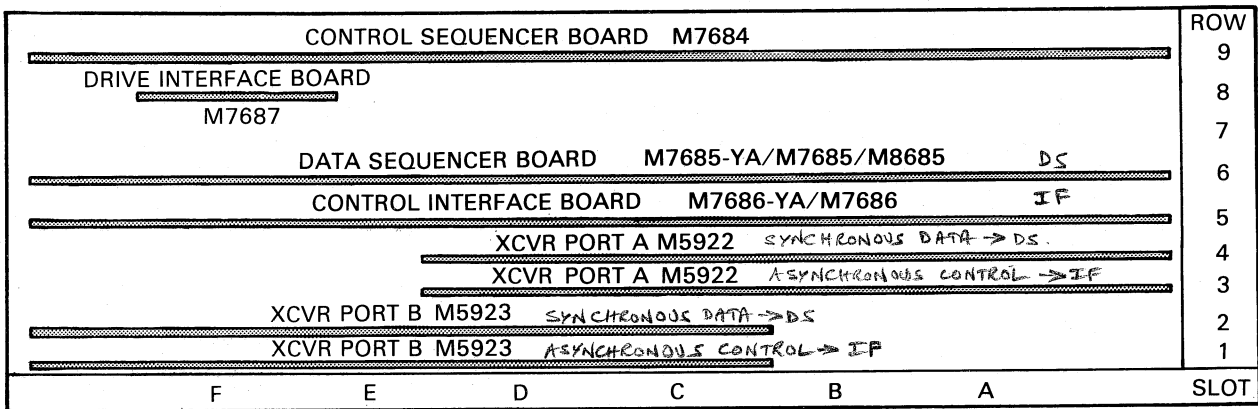 CONTROL SEQUENCER BOARD M7684 ROW
9
DRIVE INTERFACE BOARD
8
M7687
7
DATA SEQUENCER BOARD M7685-YA/M7685/M8685 DS
6
CONTROL INTERFACE BOARD M7686-YA/M7686 IF
5
XCVR PORT A M5922 SYNCHRONOUS DATA → DS.
4
XCVR PORT A M5922 ASYNCHRONOUS CONTROL → IF
3
XCVR PORT B M5923 SYNCHRONOUS DATA → DS
2
XCVR PORT B M5923 ASYNCHRONOUS CONTROL → IF
1
F E D C B A SLOT